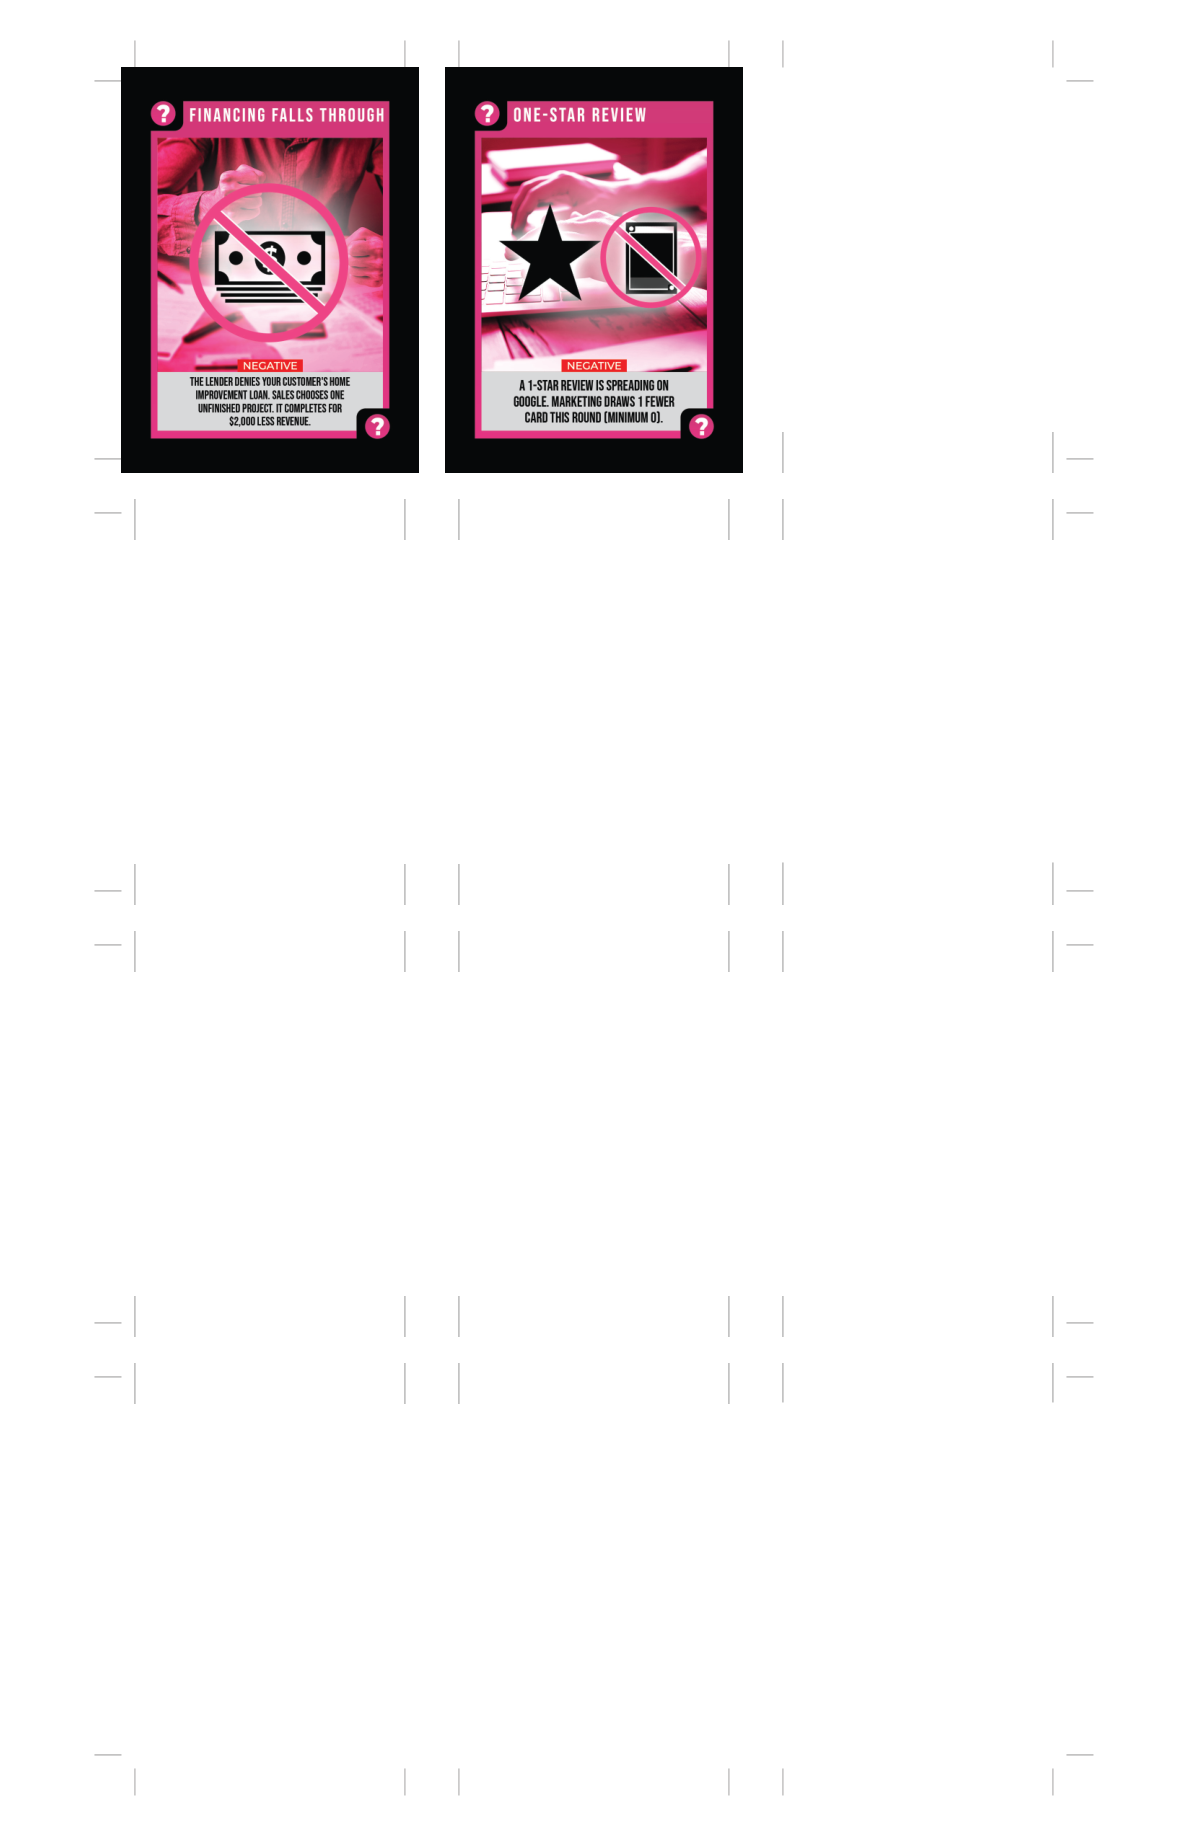 ? FINANCING FALLS THROUGH
$
NEGATIVE
THE LENDER DENIES YOUR CUSTOMER'S HOME
IMPROVEMENT LOAN. SALES CHOOSES ONE
UNFINISHED PROJECT. IT COMPLETES FOR
$2,000 LESS REVENUE.
?
? ONE-STAR REVIEW
NEGATIVE
A 1-STAR REVIEW IS SPREADING ON
GOOGLE. MARKETING DRAWS 1 FEWER
CARD THIS ROUND (MINIMUM 0).
?